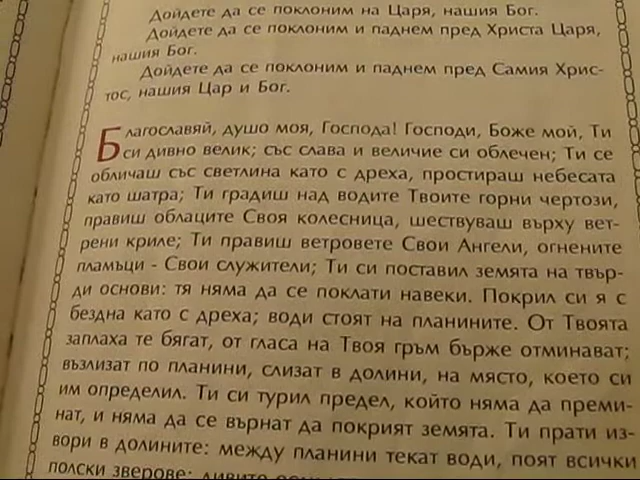 Дойдете да се поклоним на Царя, нашия Бог.
Дойдете да се поклоним и паднем пред Христа Царя,
нашия Бог.
Дойдете да се поклоним и паднем пред Самия Хрис-
тос, нашия Цар и Бог.
Благославяй, душо моя, Господа! Господи, Боже мой, Ти
си дивно велик; със слава и величие си облечен; Ти се
обличаш със светлина като с дреха, простираш небесата
като шатра; Ти градиш над водите Твоите горни чертози,
правиш облаците Своя колесница, шествуваш върху вет-
рени криле; Ти правиш ветровете Свои Ангели, огнените
пламъци - Свои служители; Ти си поставил земята на твър-
ди основи: тя няма да се поклати навеки. Покрил си я с
бездна като с дреха; води стоят на планините. От Твоята
заплаха те бягат, от гласа на Твоя гръм бърже отминават;
възлизат по планини, слизат в долини, на място, което си
им определил. Ти си турил предел, който няма да преми-
нат, и няма да се върнат да покрият земята. Ти прати из-
вори в долините: между планини текат води, поят всички
полски зверове; дивите